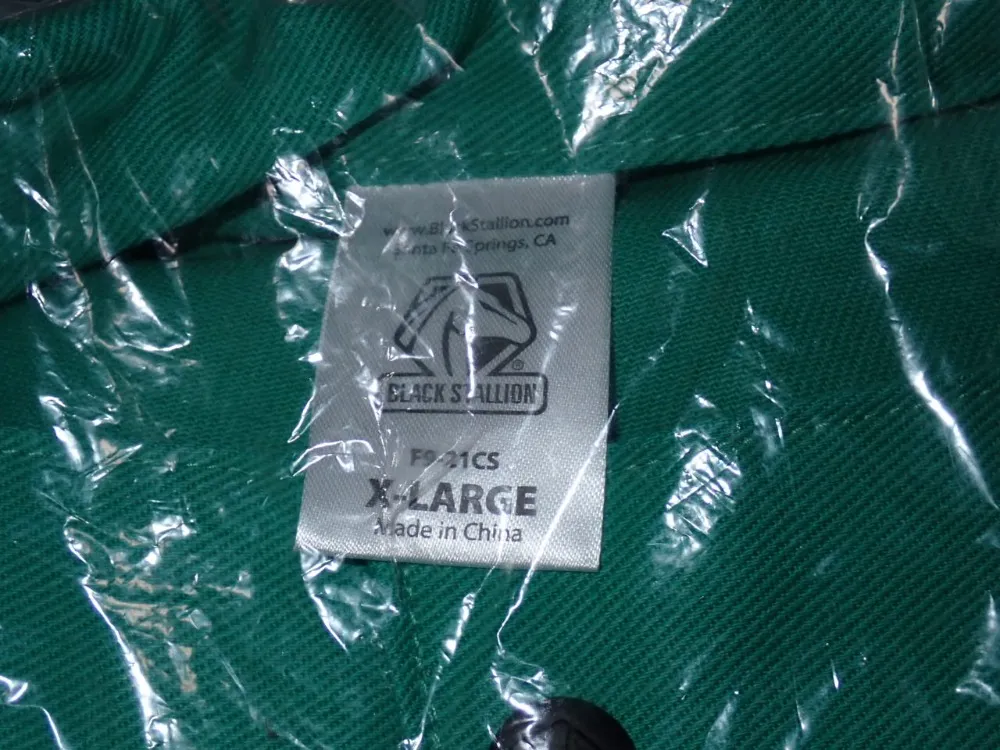 www.BlackStallion.com
Santa Fe Springs, CA
BLACK STALLION
®
F9-21CS
X-LARGE
Made in China